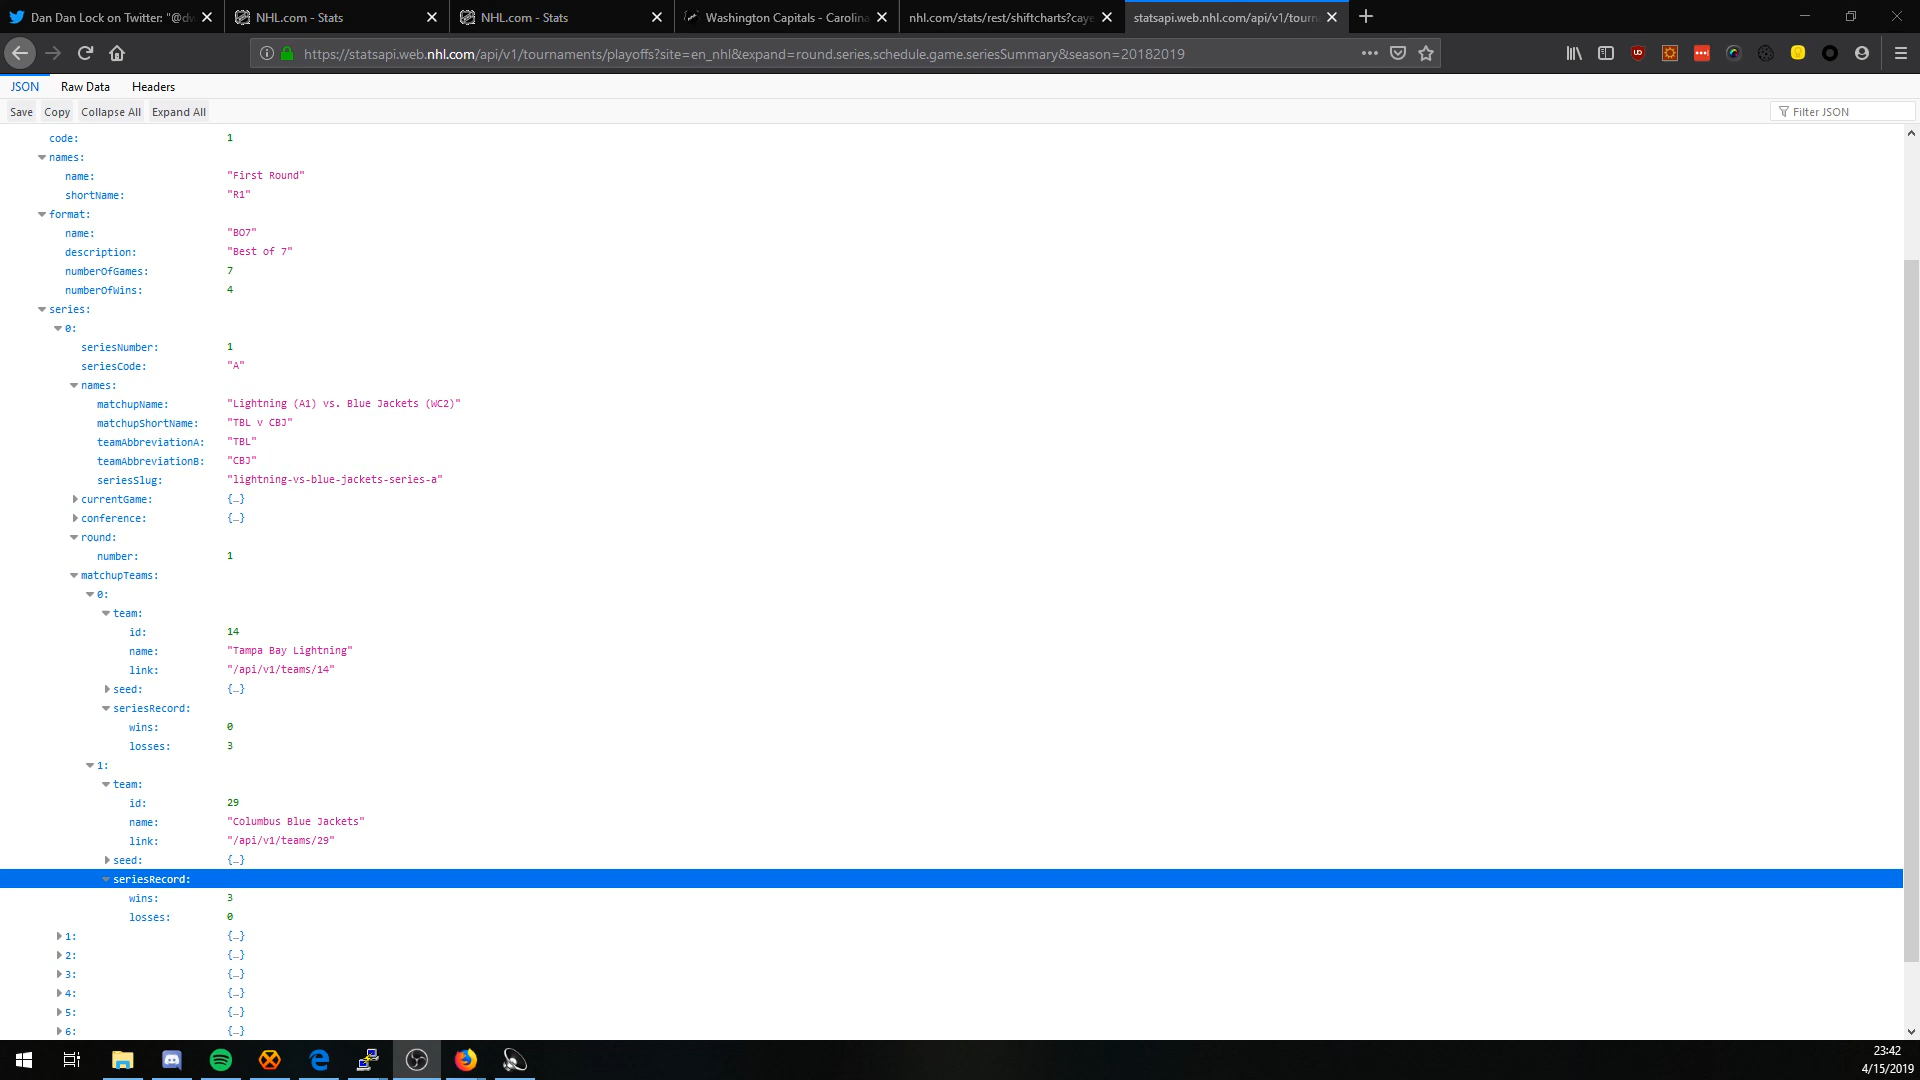 Dan Dan Lock on Twitter: "@dw
NHL.com - Stats
NHL.com - Stats
Washington Capitals - Carolina
nhl.com/stats/rest/shiftcharts?caye
statsapi.web.nhl.com/api/v1/tourn
https://statsapi.web.nhl.com/api/v1/tournaments/playoffs?site=en_nhl&expand=round.series,schedule.game.seriesSummary&season=20182019
JSON Raw Data Headers
Save Copy Collapse All Expand All Filter JSON
code: 1
names:
name: "First Round"
shortName: "R1"
format:
name: "BO7"
description: "Best of 7"
numberOfGames: 7
numberOfWins: 4
series:
0:
seriesNumber: 1
seriesCode: "A"
names:
matchupName: "Lightning (A1) vs. Blue Jackets (WC2)"
matchupShortName: "TBL v CBJ"
teamAbbreviationA: "TBL"
teamAbbreviationB: "CBJ"
seriesSlug: "lightning-vs-blue-jackets-series-a"
currentGame: {…}
conference: {…}
round:
number: 1
matchupTeams:
0:
team:
id: 14
name: "Tampa Bay Lightning"
link: "/api/v1/teams/14"
seed: {…}
seriesRecord:
wins: 0
losses: 3
1:
team:
id: 29
name: "Columbus Blue Jackets"
link: "/api/v1/teams/29"
seed: {…}
seriesRecord:
wins: 3
losses: 0
1: {…}
2: {…}
3: {…}
4: {…}
5: {…}
6: {…}
23:42
4/15/2019